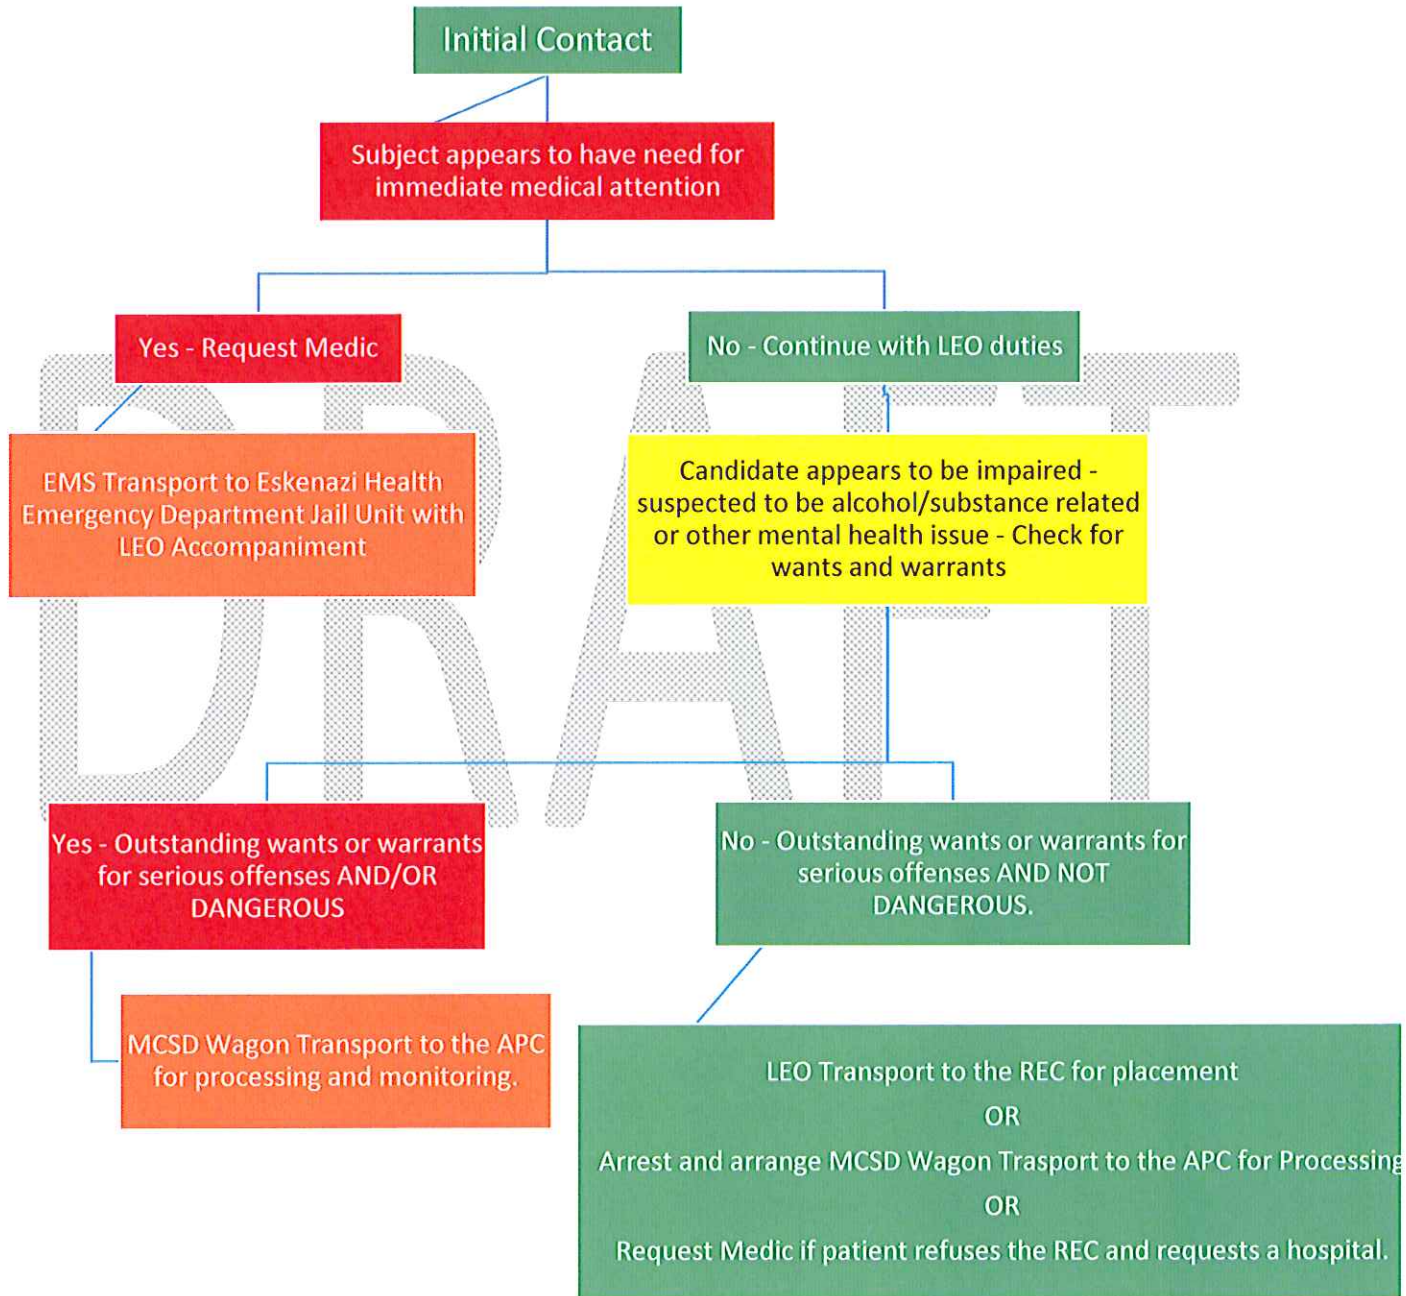 Initial Contact
Subject appears to have need for
immediate medical attention
Yes - Request Medic
No - Continue with LEO duties
EMS Transport to Eskenazi Health
Emergency Department Jail Unit with
LEO Accompaniment
Candidate appears to be impaired -
suspected to be alcohol/substance related
or other mental health issue - Check for
wants and warrants
DRAFT
Yes - Outstanding wants or warrants
for serious offenses AND/OR
DANGEROUS
No - Outstanding wants or warrants for
serious offenses AND NOT
DANGEROUS.
MCSD Wagon Transport to the APC
for processing and monitoring.
LEO Transport to the REC for placement
OR
Arrest and arrange MCSD Wagon Trasport to the APC for Processing
OR
Request Medic if patient refuses the REC and requests a hospital.